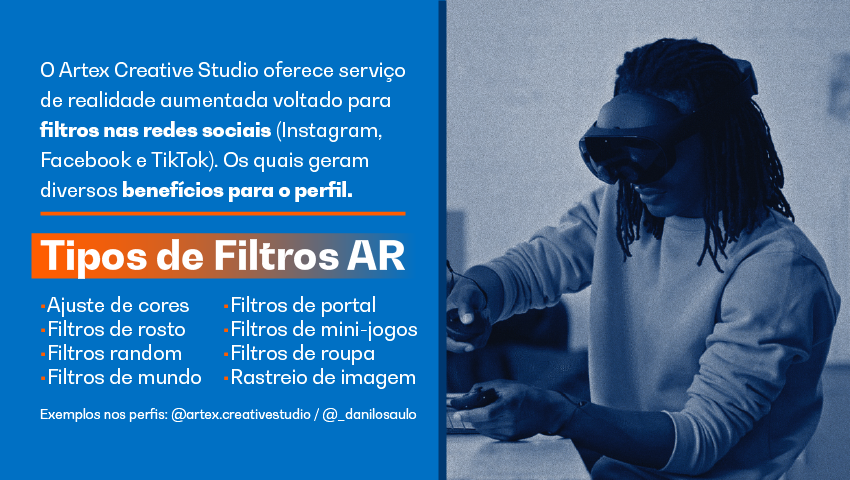 O Artex Creative Studio oferece serviço
de realidade aumentada voltado para
filtros nas redes sociais (Instagram,
Facebook e TikTok). Os quais geram
diversos benefícios para o perfil.
Tipos de Filtros AR
·Ajuste de cores
·Filtros de rosto
·Filtros random
·Filtros de mundo
·Filtros de portal
·Filtros de mini-jogos
·Filtros de roupa
·Rastreio de imagem
Exemplos nos perfis: @artex.creativestudio / @_danilosaulo